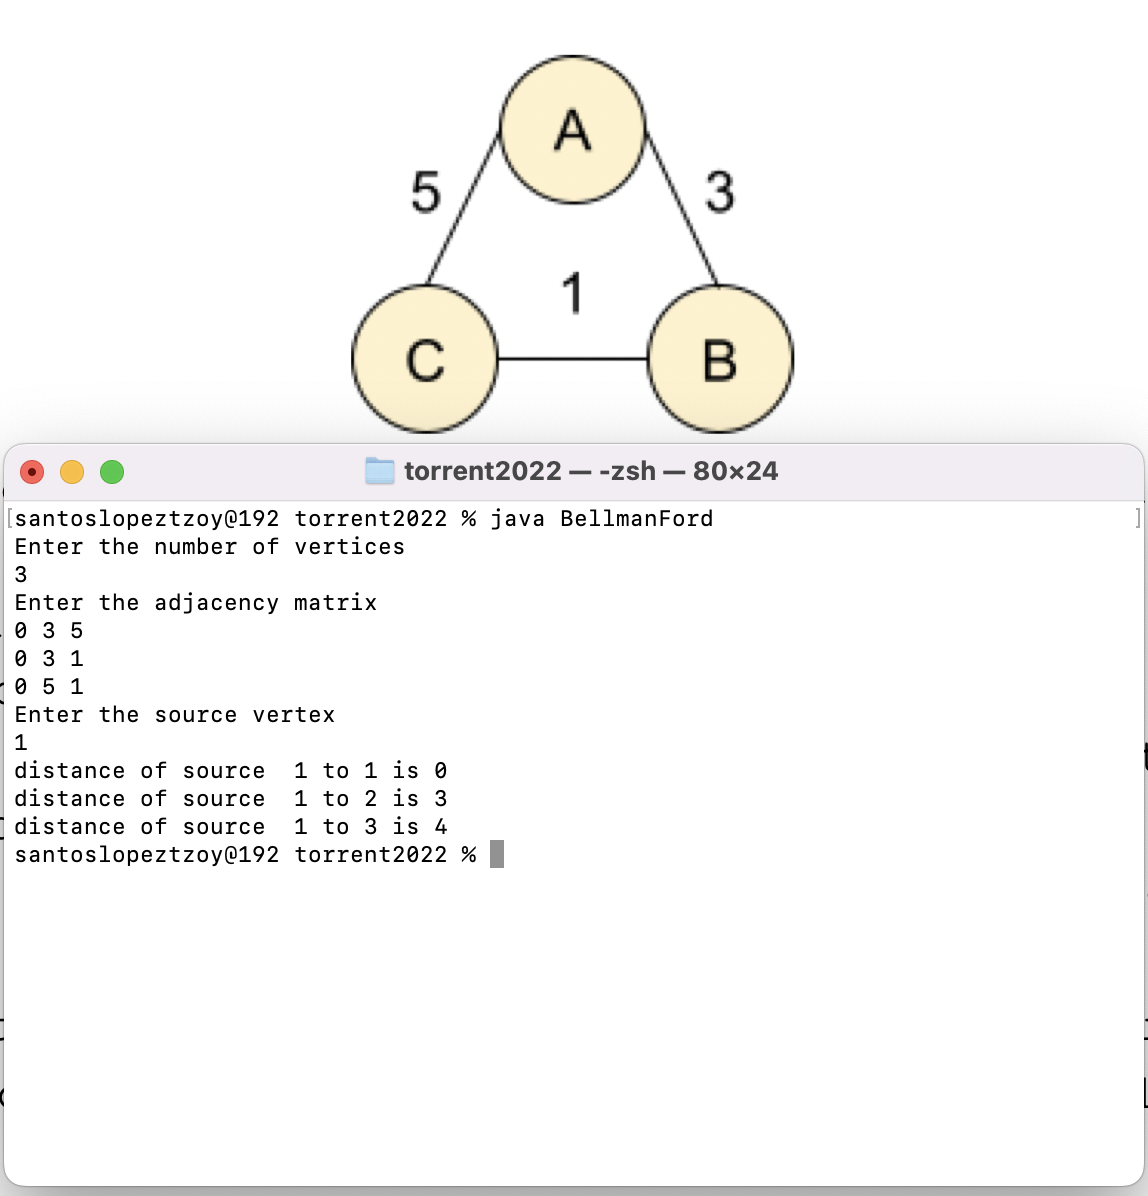 A
5 3
1
C B
torrent2022 — -zsh — 80×24
[santoslopeztzoy@192 torrent2022 % java BellmanFord ]
Enter the number of vertices
3
Enter the adjacency matrix
0 3 5
0 3 1
0 5 1
Enter the source vertex
1
distance of source  1 to 1 is 0
distance of source  1 to 2 is 3
distance of source  1 to 3 is 4
santoslopeztzoy@192 torrent2022 %